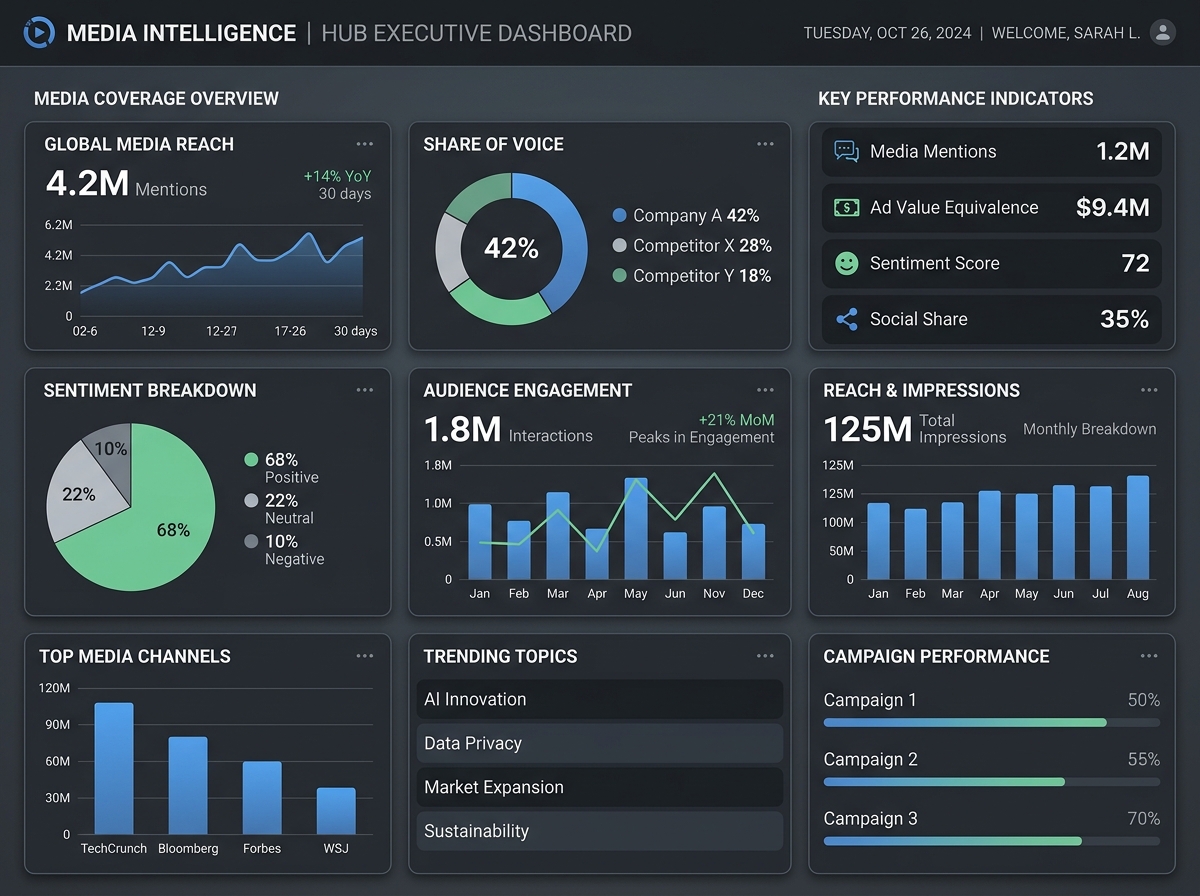 MEDIA INTELLIGENCE | HUB EXECUTIVE DASHBOARD
TUESDAY, OCT 26, 2024 | WELCOME, SARAH L.
MEDIA COVERAGE OVERVIEW
GLOBAL MEDIA REACH
4.2M Mentions
+14% YoY
30 days
6.2M
4.2M
2.2M
0
02-6 12-9 12-27 17-26 30 days
SHARE OF VOICE
42%
Company A 42%
Competitor X 28%
Competitor Y 18%
KEY PERFORMANCE INDICATORS
Media Mentions 1.2M
Ad Value Equivalence $9.4M
Sentiment Score 72
Social Share 35%
SENTIMENT BREAKDOWN
10%
22%
68%
68%
Positive
22%
Neutral
10%
Negative
AUDIENCE ENGAGEMENT
1.8M Interactions
+21% MoM
Peaks in Engagement
1.8M
1.0M
0.5M
0
Jan Feb Mar Apr May Jun Nov Dec
REACH & IMPRESSIONS
125M Total
Impressions
Monthly Breakdown
125M
125M
100M
50M
0
Jan Feb Mar Apr May Jun Jul Aug
TOP MEDIA CHANNELS
120M
90M
60M
30M
0
TechCrunch Bloomberg Forbes WSJ
TRENDING TOPICS
AI Innovation
Data Privacy
Market Expansion
Sustainability
CAMPAIGN PERFORMANCE
Campaign 1 50%
Campaign 2 55%
Campaign 3 70%